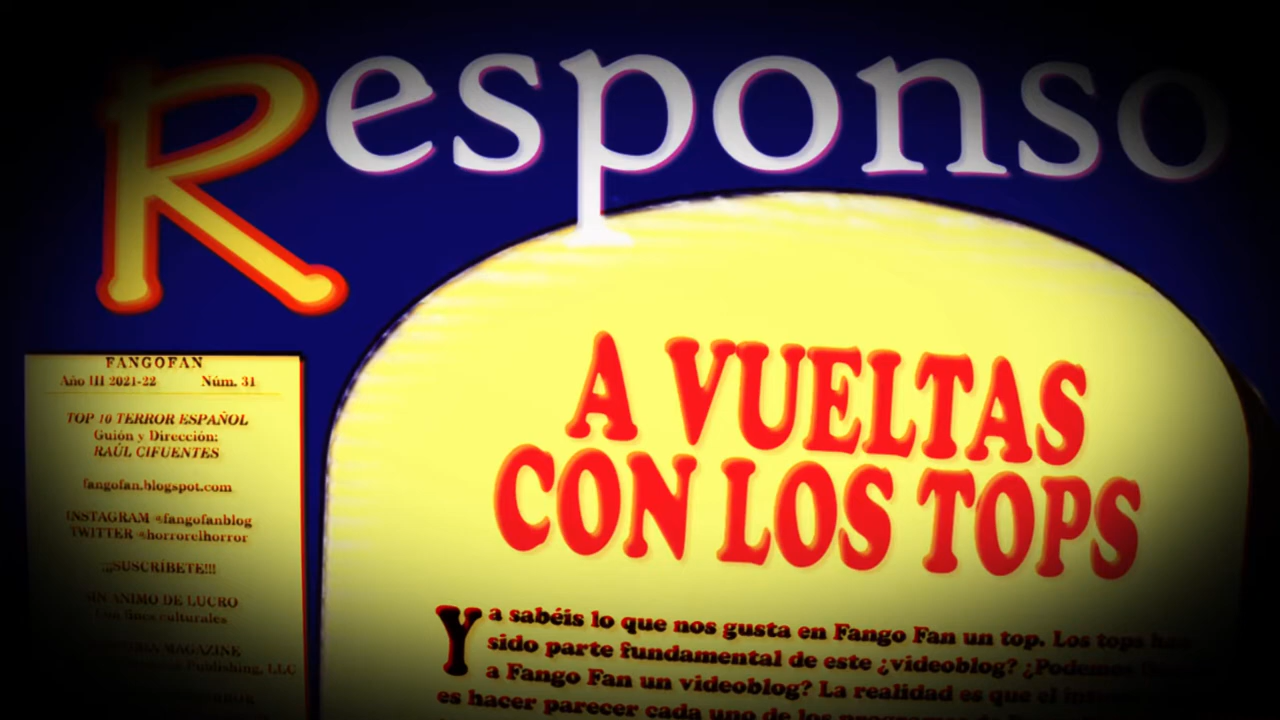 Responso
FANGOFAN
Año III 2021-22 Núm. 31
TOP 10 TERROR ESPAÑOL
Guión y Dirección:
RAÚL CIFUENTES
fangofan.blogspot.com
INSTAGRAM @fangofanblog
TWITTER @horrorelhorror
¡¡¡SUSCRÍBETE!!!
SIN ANIMO DE LUCRO
Con fines culturales
MAGAZINE
Publishing, LLC
A VUELTAS
CON LOS TOPS
Ya sabéis lo que nos gusta en Fango Fan un top. Los tops han
sido parte fundamental de este ¿videoblog? ¿Podemos
a Fango Fan un videoblog? La realidad es que el
es hacer parecer cada uno de los